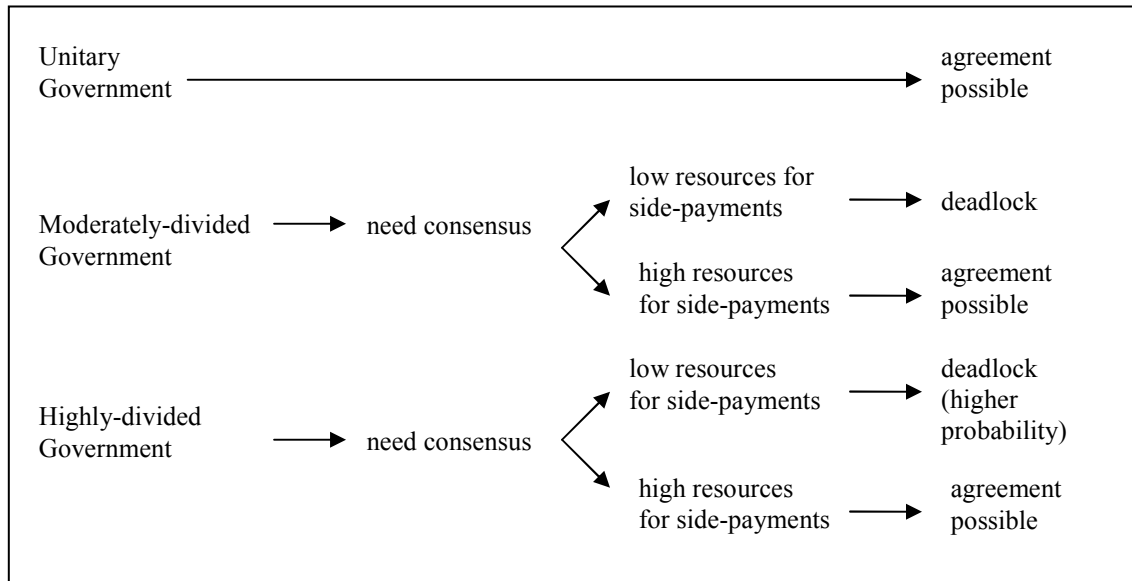 Unitary
Government
agreement
possible
Moderately-divided
Government
need consensus
low resources for
side-payments
deadlock
high resources
for side-payments
agreement
possible
Highly-divided
Government
need consensus
low resources
for side-payments
deadlock
(higher
probability)
high resources
for side-payments
agreement
possible